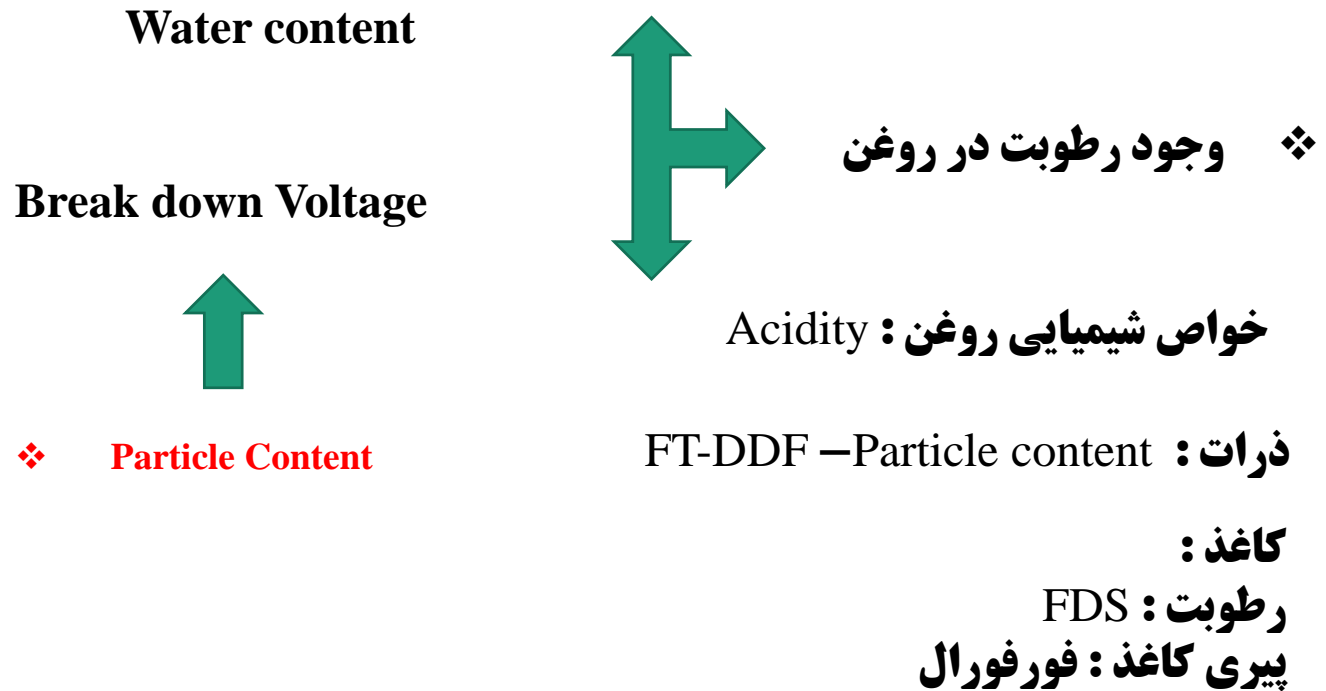 Water content
❖ وجود رطوبت در روغن
Break down Voltage
خواص شیمیایی روغن : Acidity
❖ Particle Content
ذرات : FT-DDF –Particle content
کاغذ :
رطوبت : FDS
پیری کاغذ : فورفورال